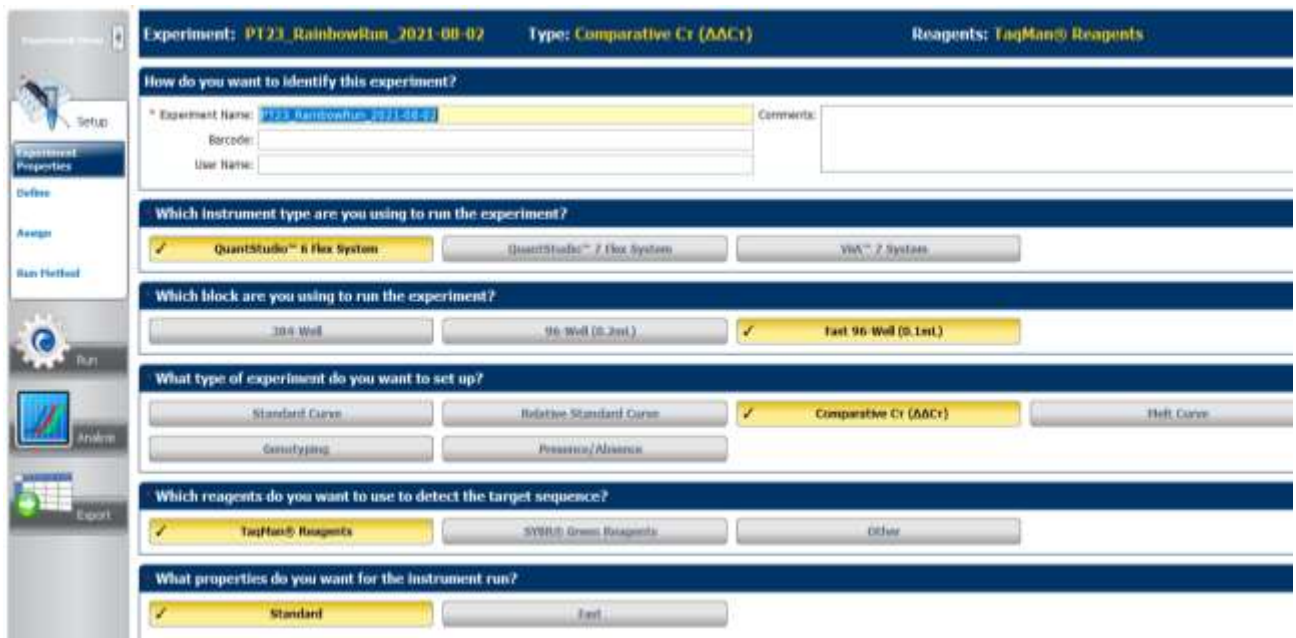 Experiment: PT23_RainbowRun_2021-08-02 Type: Comparative Cᴛ (ΔΔCᴛ) Reagents: TaqMan® Reagents
How do you want to identify this experiment?
* Experiment Name: PT23_RainbowRun_2021-08-02 Comments:
Barcode:
User Name:
Setup
Experiment Properties
Define
Assign
Run Method
Run
Analyze
Export
Which instrument type are you using to run the experiment?
✓ QuantStudio™ 6 Flex System QuantStudio™ 7 Flex System ViiA™ 7 System
Which block are you using to run the experiment?
384-Well 96-Well (0.2mL) ✓ Fast 96-Well (0.1mL)
What type of experiment do you want to set up?
Standard Curve Relative Standard Curve ✓ Comparative Cᴛ (ΔΔCᴛ) Melt Curve
Genotyping Presence/Absence
Which reagents do you want to use to detect the target sequence?
✓ TaqMan® Reagents SYBR® Green Reagents Other
What properties do you want for the instrument run?
✓ Standard Fast